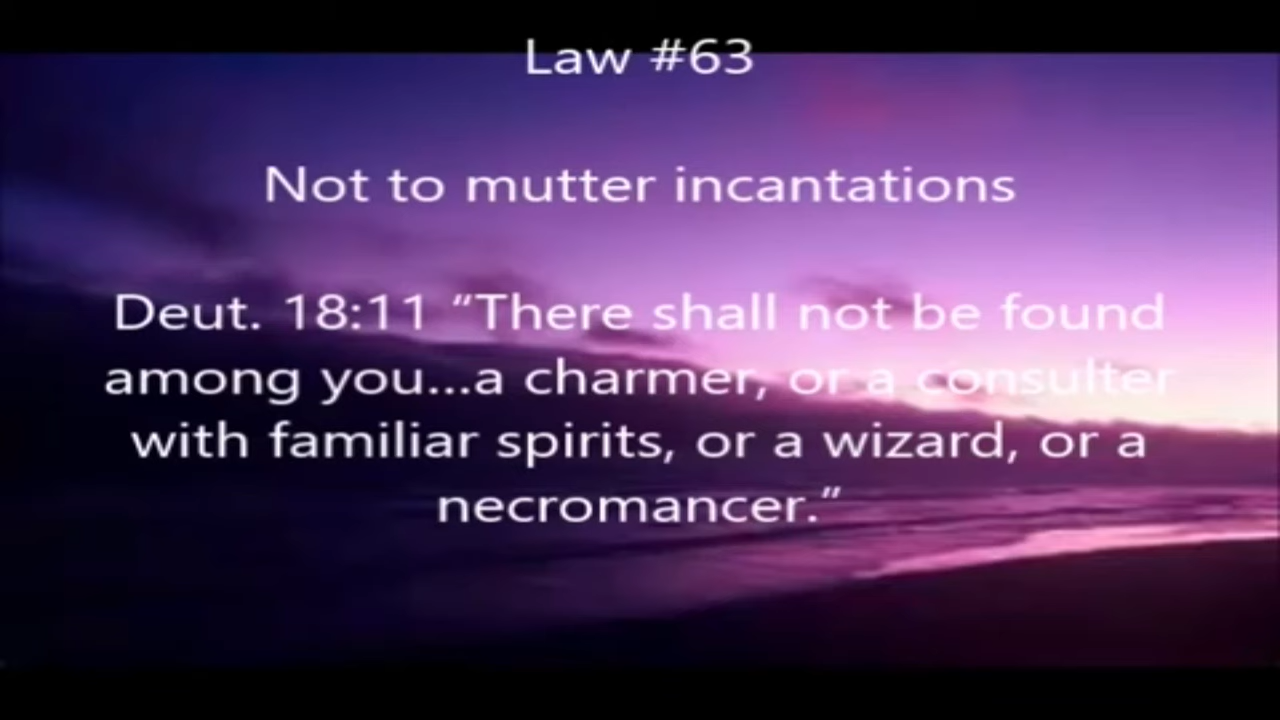 Law #63
Not to mutter incantations
Deut. 18:11 “There shall not be found
among you...a charmer, or a consulter
with familiar spirits, or a wizard, or a
necromancer.”